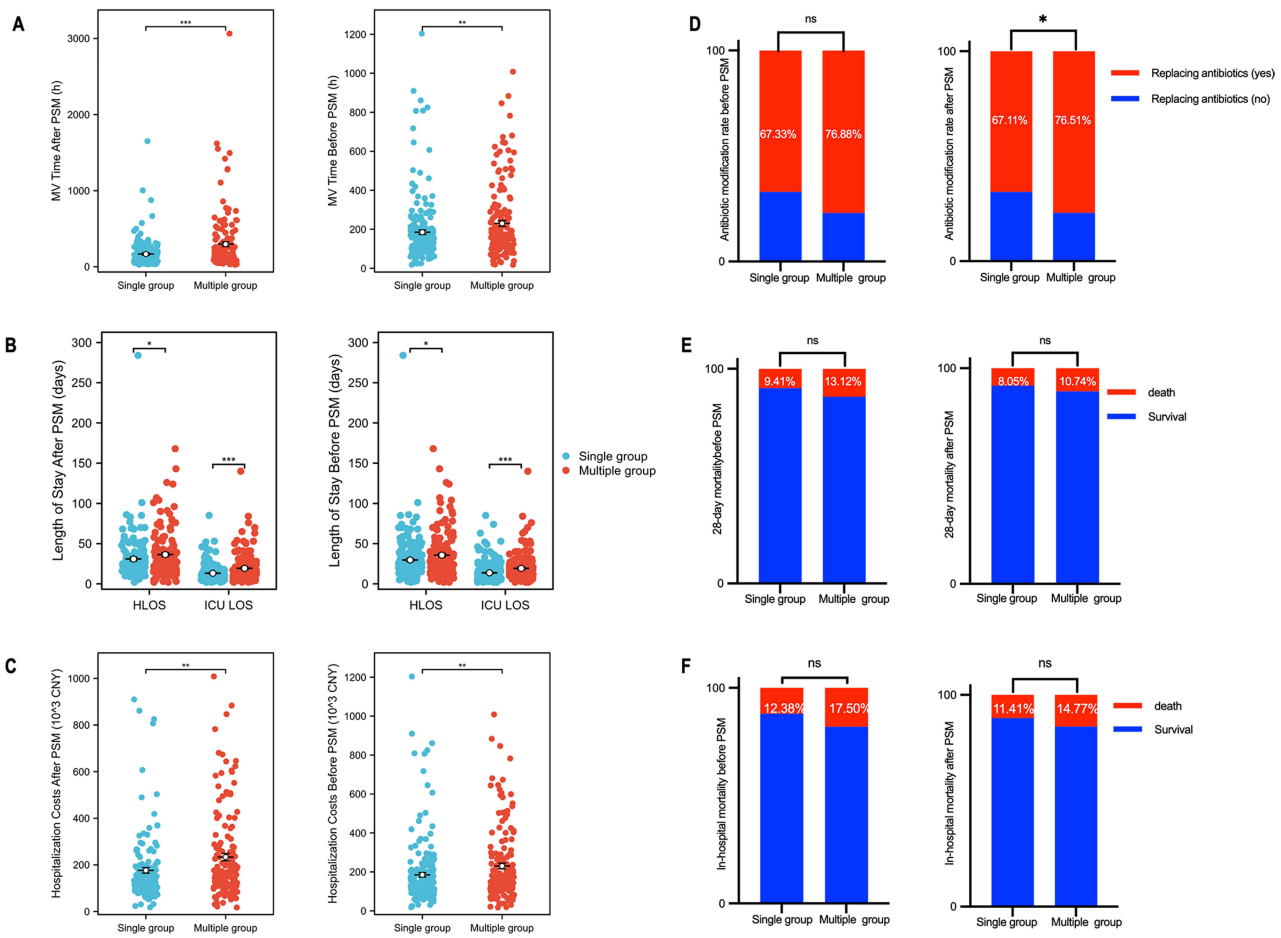 A
MV Time After PSM (h)
3000
2000
1000
0
***
Single group
Multiple group
MV Time Before PSM (h)
1200
1000
800
600
400
200
0
**
Single group
Multiple group
B
Length of Stay After PSM (days)
300
250
200
150
100
50
0
*
***
HLOS
ICU LOS
Length of Stay Before PSM (days)
300
250
200
150
100
50
0
*
***
HLOS
ICU LOS
Single group
Multiple group
C
Hospitalization Costs After PSM (10^3 CNY)
1000
800
600
400
200
0
**
Single group
Multiple group
Hospitalization Costs Before PSM (10^3 CNY)
1200
1000
800
600
400
200
0
**
Single group
Multiple group
D
Antibiotic modification rate before PSM
100
0
ns
67.33%
76.88%
Single group
Multiple group
Antibiotic modification rate after PSM
100
0
*
67.11%
76.51%
Single group
Multiple group
Replacing antibiotics (yes)
Replacing antibiotics (no)
E
28-day mortalitybefoe PSM
100
0
ns
9.41%
13.12%
Single group
Multiple group
28-day mortality after PSM
100
0
ns
8.05%
10.74%
Single group
Multiple group
death
Survival
F
In-hospital mortality before PSM
100
0
ns
12.38%
17.50%
Single group
Multiple group
In-hospital mortality after PSM
100
0
ns
11.41%
14.77%
Single group
Multiple group
death
Survival